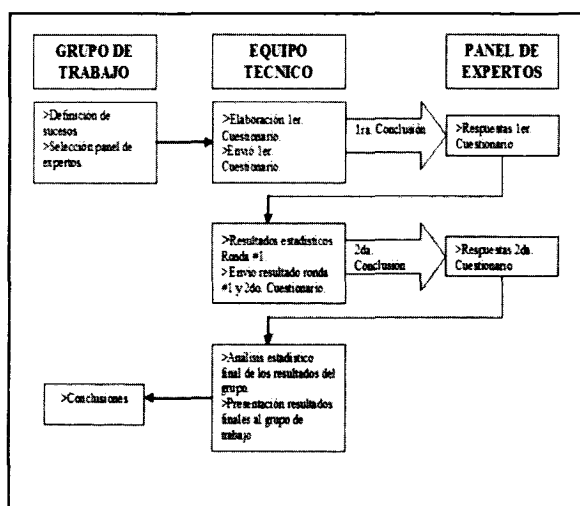 GRUPO DE
TRABAJO
EQUIPO
TECNICO
PANEL DE
EXPERTOS
>Definición de
sucesos
>Selección panel de
expertos
>Elaboración 1er.
Cuestionario.
>Envió 1er.
Cuestionario.
1ra. Conclusión
>Respuestas 1er
Cuestionario
>Resultados estadísticos
Ronda #1.
>Envio resultado ronda
#1 y 2do. Cuestionario.
2da.
Conclusión
>Respuestas 2da.
Cuestionario
>Análisis estadístico
final de los resultados del
grupo.
>Presentación resultados
finales al grupo de
trabajo
>Conclusiones